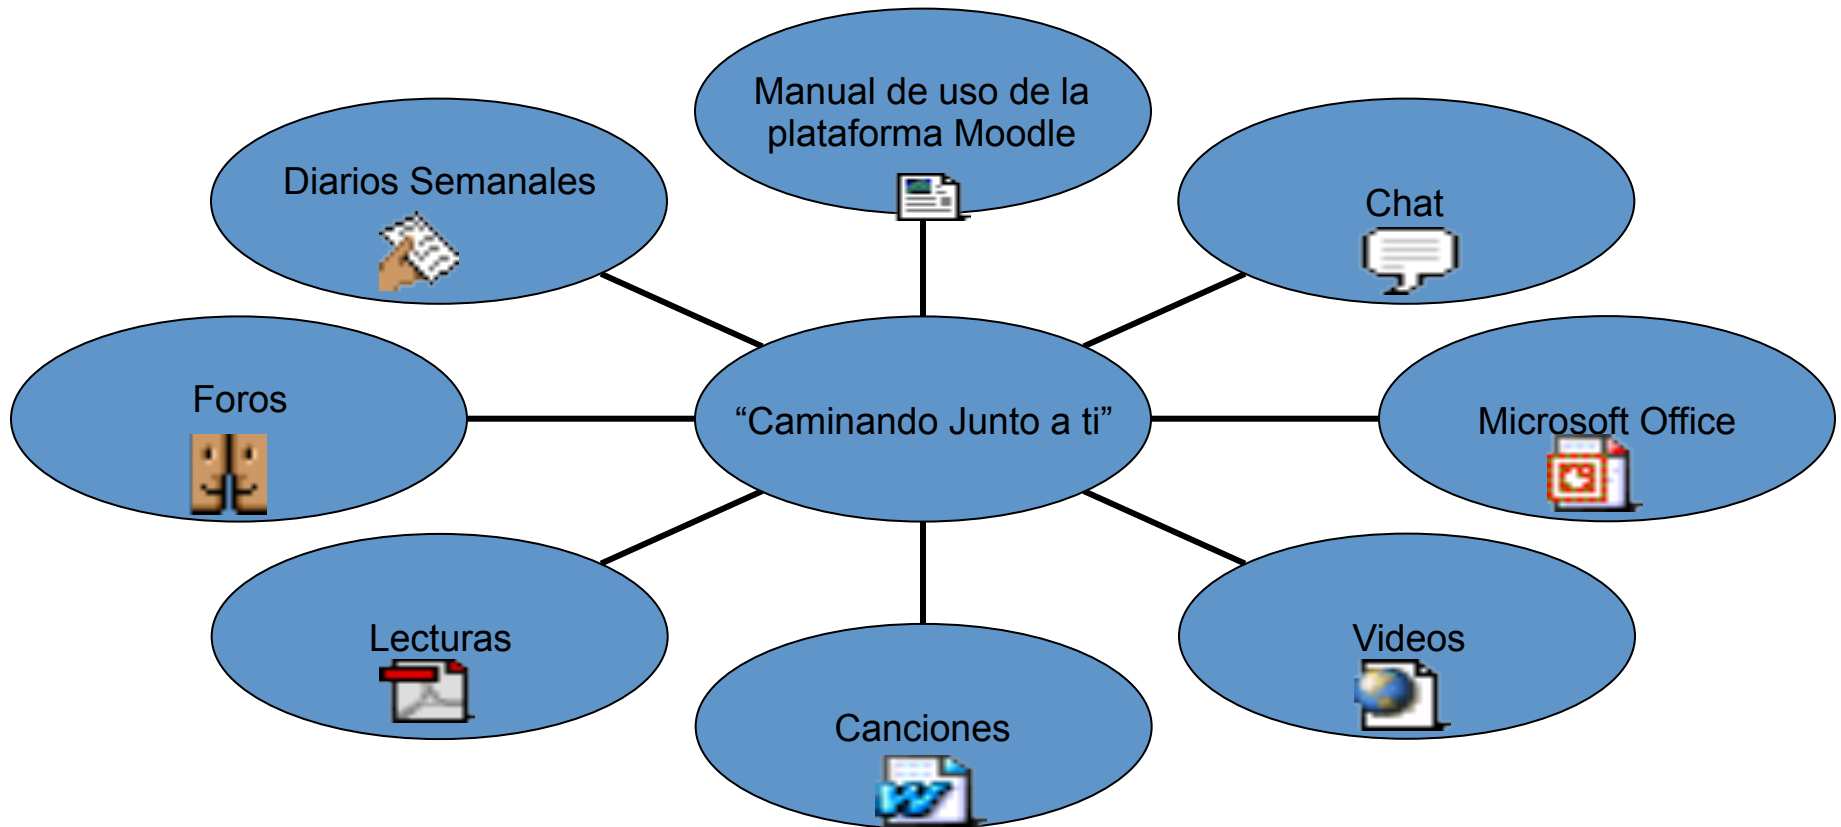 Manual de uso de la
plataforma Moodle
Diarios Semanales
Chat
Foros
“Caminando Junto a ti”
Microsoft Office
Lecturas
Videos
Canciones